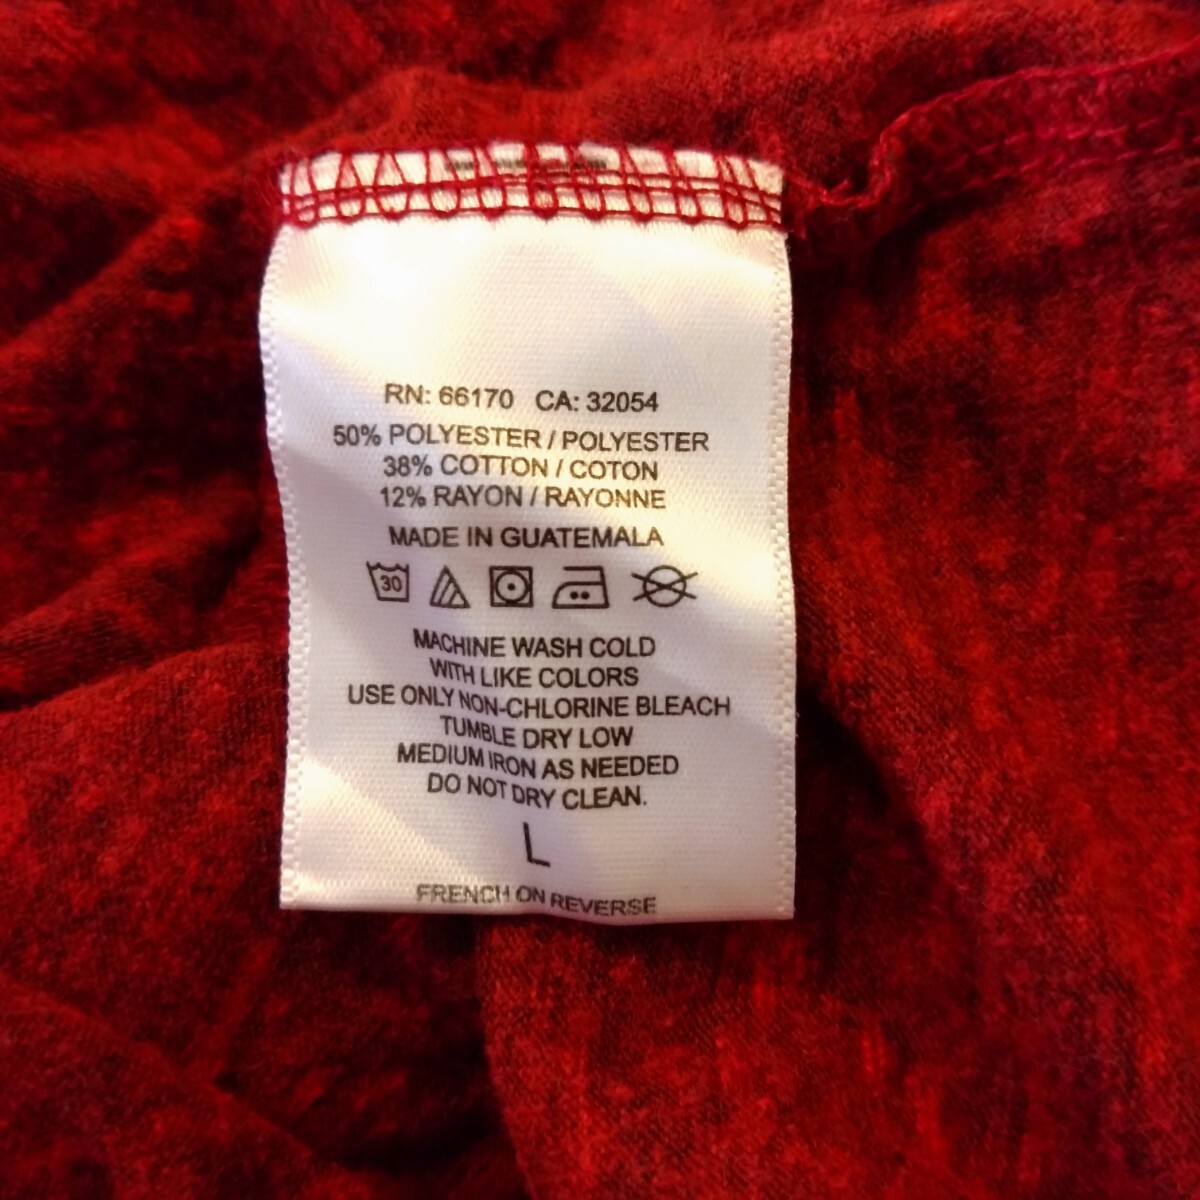 RN: 66170 CA: 32054
50% POLYESTER / POLYESTER
38% COTTON / COTON
12% RAYON / RAYONNE
MADE IN GUATEMALA
30
MACHINE WASH COLD
WITH LIKE COLORS
USE ONLY NON-CHLORINE BLEACH
TUMBLE DRY LOW
MEDIUM IRON AS NEEDED
DO NOT DRY CLEAN.
L
FRENCH ON REVERSE